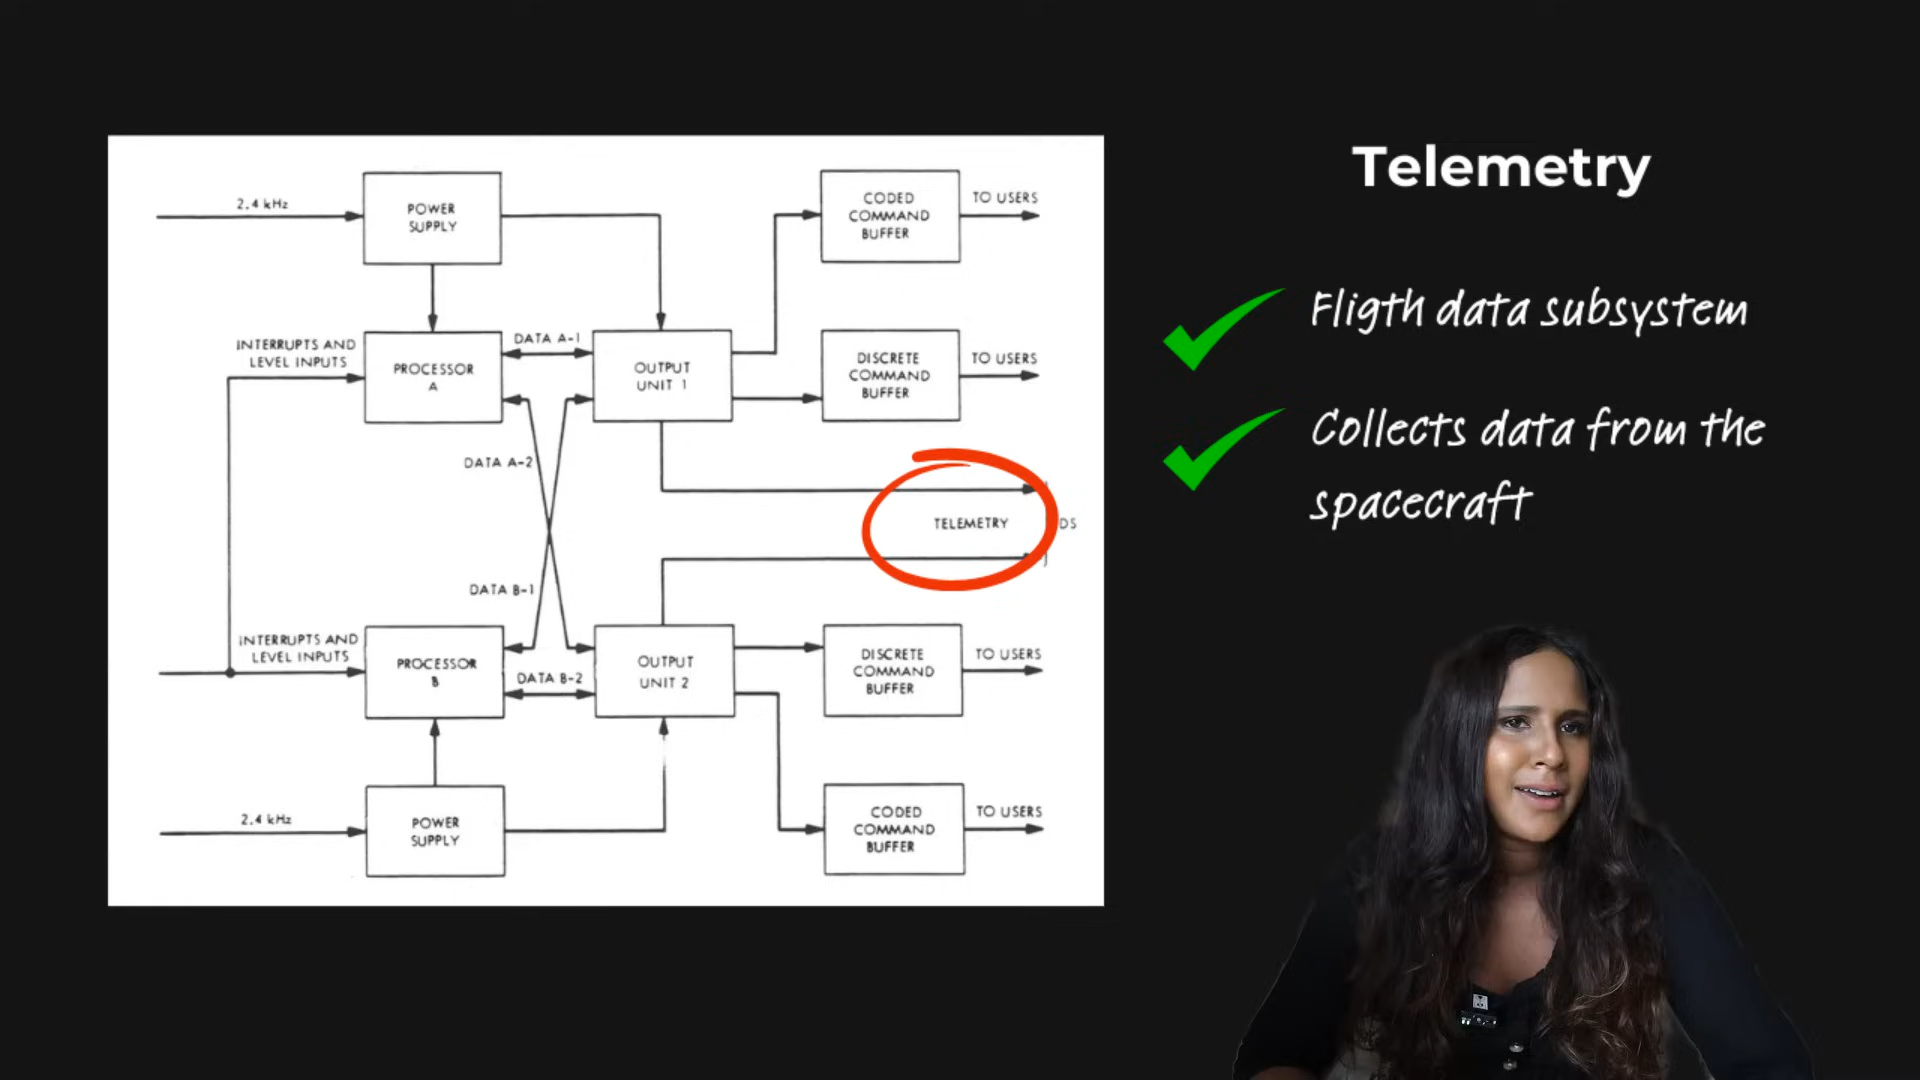 Telemetry
Fligth data subsystem
Collects data from the
spacecraft
2.4 kHz
POWER
SUPPLY
CODED
COMMAND
BUFFER
TO USERS
INTERRUPTS AND
LEVEL INPUTS
PROCESSOR
A
DATA A-1
OUTPUT
UNIT 1
DISCRETE
COMMAND
BUFFER
TO USERS
DATA A-2
TELEMETRY
DS
DATA B-1
INTERRUPTS AND
LEVEL INPUTS
PROCESSOR
B
DATA B-2
OUTPUT
UNIT 2
DISCRETE
COMMAND
BUFFER
TO USERS
2.4 kHz
POWER
SUPPLY
CODED
COMMAND
BUFFER
TO USERS